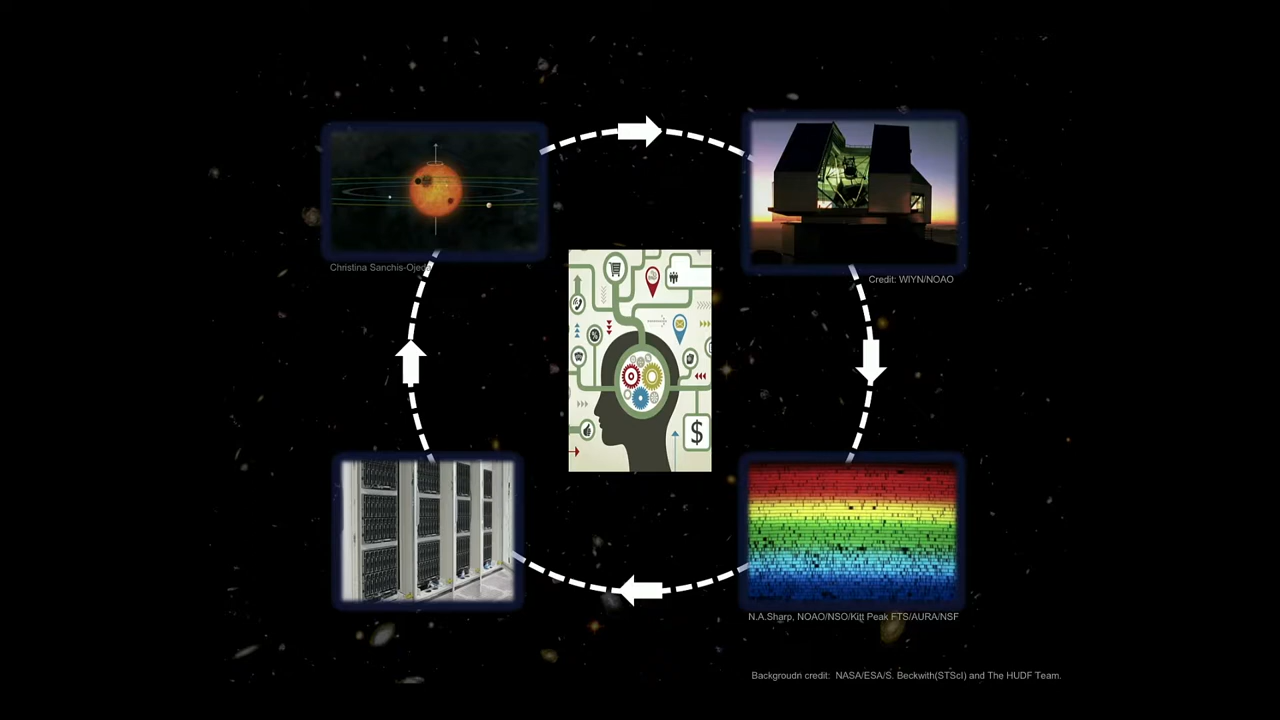 Christina Sanchis-Ojeda
Credit: WIYN/NOAO
$
N.A.Sharp, NOAO/NSO/Kitt Peak FTS/AURA/NSF
Backgroudn credit: NASA/ESA/S. Beckwith(STScI) and The HUDF Team.